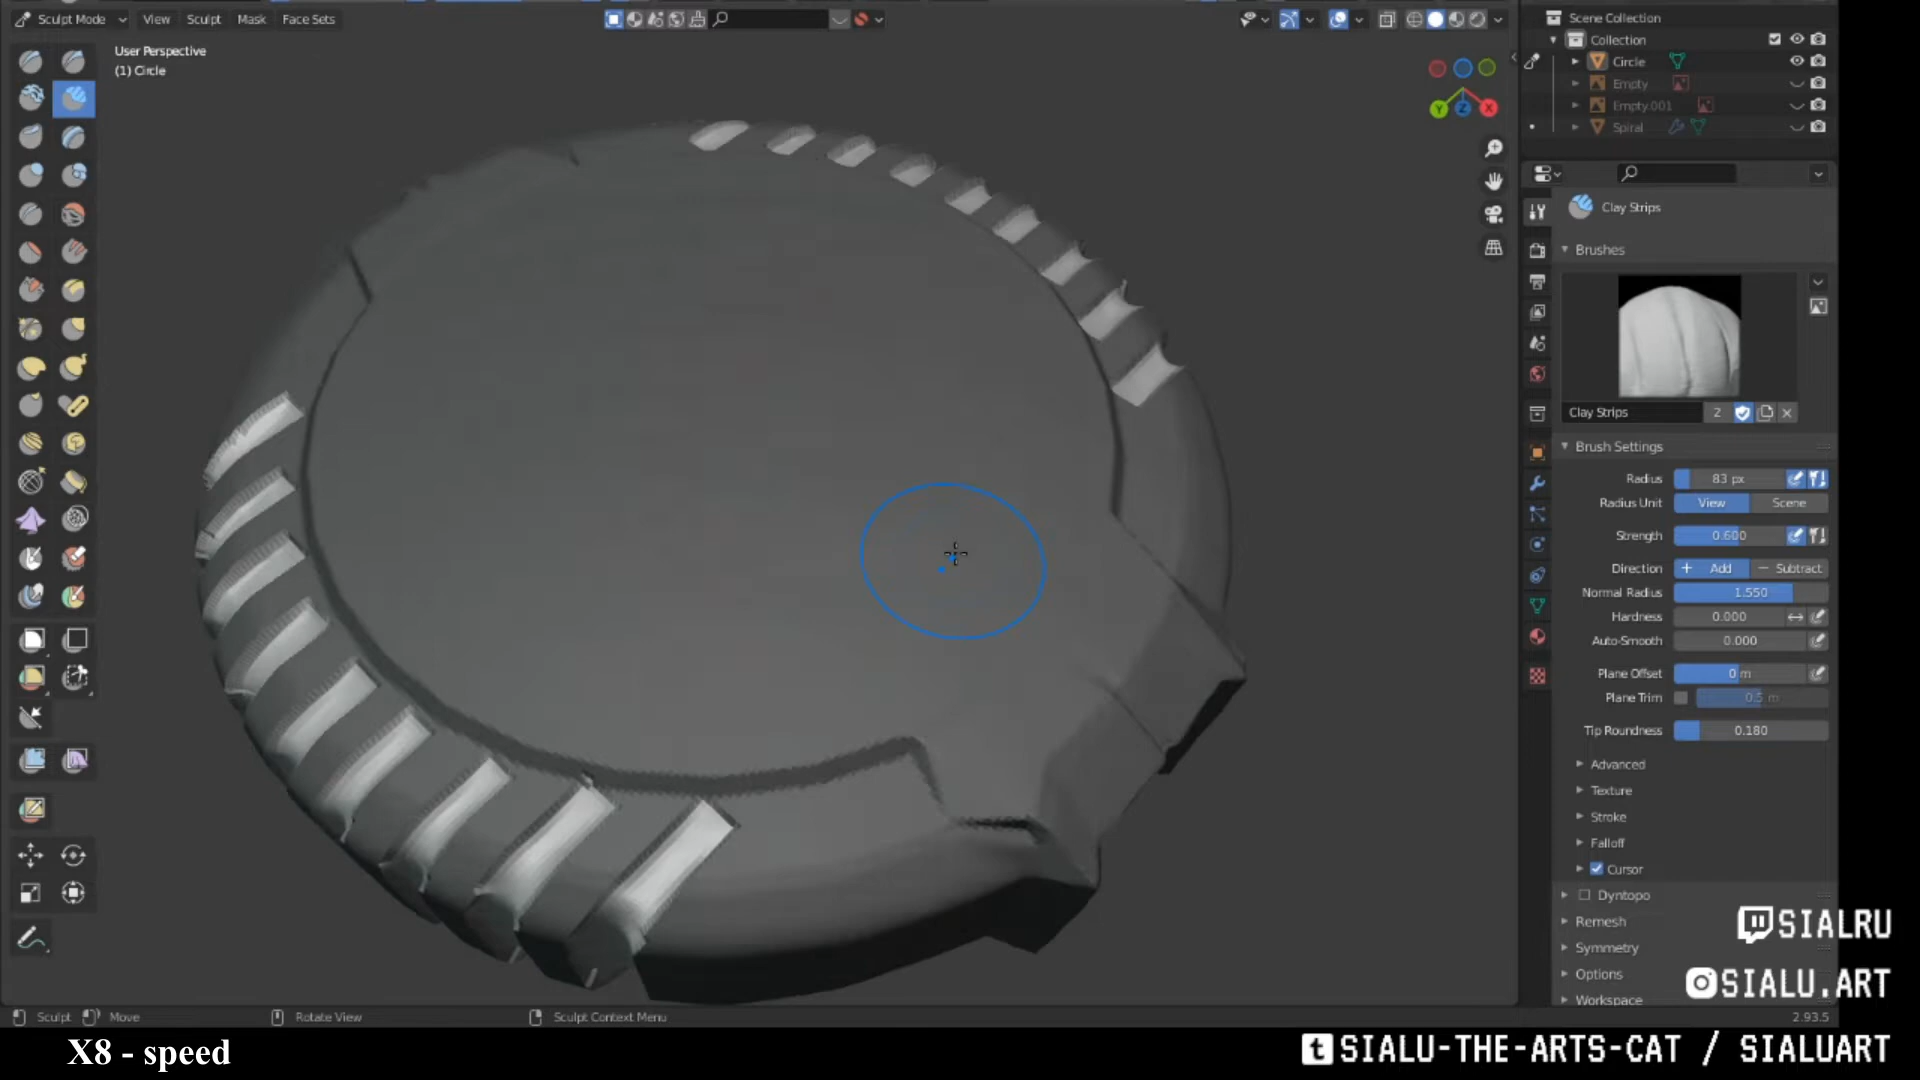 Sculpt Mode View Sculpt Mask Face Sets
User Perspective
(1) Circle
Scene Collection
Collection
Circle
Empty
Empty.001
Spiral
Y Z X
Clay Strips
Brushes
Clay Strips 2
Brush Settings
Radius 83 px
Radius Unit View Scene
Strength 0.600
Direction + Add − Subtract
Normal Radius 1.550
Hardness 0.000
Auto-Smooth 0.000
Plane Offset 0 m
Plane Trim 0.5 m
Tip Roundness 0.180
Advanced
Texture
Stroke
Falloff
Cursor
Dyntopo
Remesh
Symmetry
Options
Workspace
SIALRU
SIALU.ART
Sculpt Move Rotate View Sculpt Context Menu 2.93.5
X8 - speed
t SIALU-THE-ARTS-CAT / SIALUART